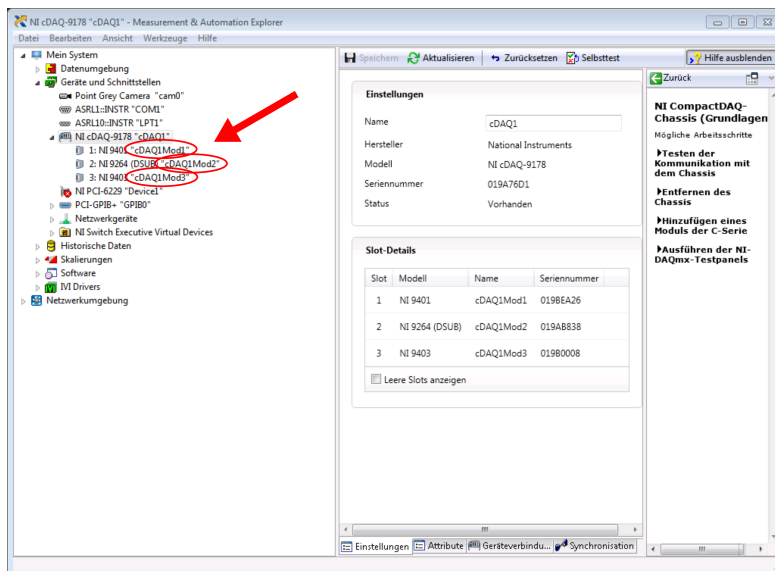 NI cDAQ-9178 "cDAQ1" - Measurement & Automation Explorer
Datei Bearbeiten Ansicht Werkzeuge Hilfe
Mein System
Datenumgebung
Geräte und Schnittstellen
Point Grey Camera "cam0"
ASRL1::INSTR "COM1"
ASRL10::INSTR "LPT1"
NI cDAQ-9178 "cDAQ1"
1: NI 9401 "cDAQ1Mod1"
2: NI 9264 (DSUB) "cDAQ1Mod2"
3: NI 9403 "cDAQ1Mod3"
NI PCI-6229 "Device1"
PCI-GPIB+ "GPIB0"
Netzwerkgeräte
NI Switch Executive Virtual Devices
Historische Daten
Skalierungen
Software
IVI Drivers
Netzwerkumgebung
Speichern Aktualisieren Zurücksetzen Selbsttest Hilfe ausblenden
Einstellungen
Name cDAQ1
Hersteller National Instruments
Modell NI cDAQ-9178
Seriennummer 019A76D1
Status Vorhanden
Slot-Details
Slot Modell Name Seriennummer
1 NI 9401 cDAQ1Mod1 019BEA26
2 NI 9264 (DSUB) cDAQ1Mod2 019AB838
3 NI 9403 cDAQ1Mod3 019B0008
Leere Slots anzeigen
Einstellungen Attribute Geräteverbindu... Synchronisation
Zurück
NI CompactDAQ-
Chassis (Grundlagen
Mögliche Arbeitsschritte
Testen der
Kommunikation mit
dem Chassis
Entfernen des
Chassis
Hinzufügen eines
Moduls der C-Serie
Ausführen der NI-
DAQmx-Testpanels